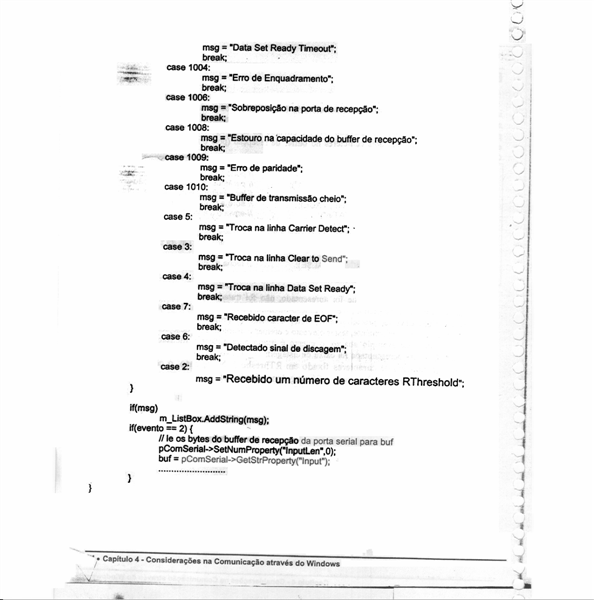 msg = "Data Set Ready Timeout";
break;
case 1004:
msg = "Erro de Enquadramento";
break;
case 1006:
msg = "Sobreposição na porta de recepção";
break;
case 1008:
msg = "Estouro na capacidade do buffer de recepção";
break;
case 1009:
msg = "Erro de paridade";
break;
case 1010:
msg = "Buffer de transmissão cheio";
break;
case 5:
msg = "Troca na linha Carrier Detect";
break;
case 3:
msg = "Troca na linha Clear to Send";
break;
case 4:
msg = "Troca na linha Data Set Ready";
break;
case 7:
msg = "Recebido caracter de EOF";
break;
case 6:
msg = "Detectado sinal de discagem";
break;
case 2:
msg = "Recebido um número de caracteres RThreshold";
}
if(msg)
m_ListBox.AddString(msg);
if(evento == 2) {
// le os bytes do buffer de recepção da porta serial para buf
pComSerial->SetNumProperty("InputLen",0);
buf = pComSerial->GetStrProperty("Input");
..........................
}
}
• Capítulo 4 - Considerações na Comunicação através do Windows